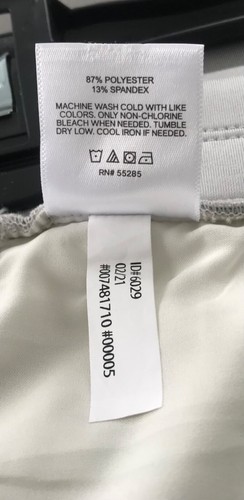 87% POLYESTER
13% SPANDEX
MACHINE WASH COLD WITH LIKE
COLORS. ONLY NON-CHLORINE
BLEACH WHEN NEEDED. TUMBLE
DRY LOW. COOL IRON IF NEEDED.
RN# 55285
ID#6029
02/21
#007481710 #00005